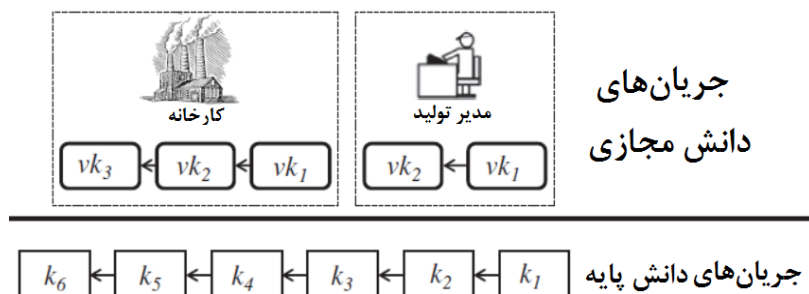 جریان‌های
دانش مجازی
مدیر تولید
کارخانه
vk1 vk2
vk1 vk2 vk3
جریان‌های دانش پایه
k1 k2 k3 k4 k5 k6